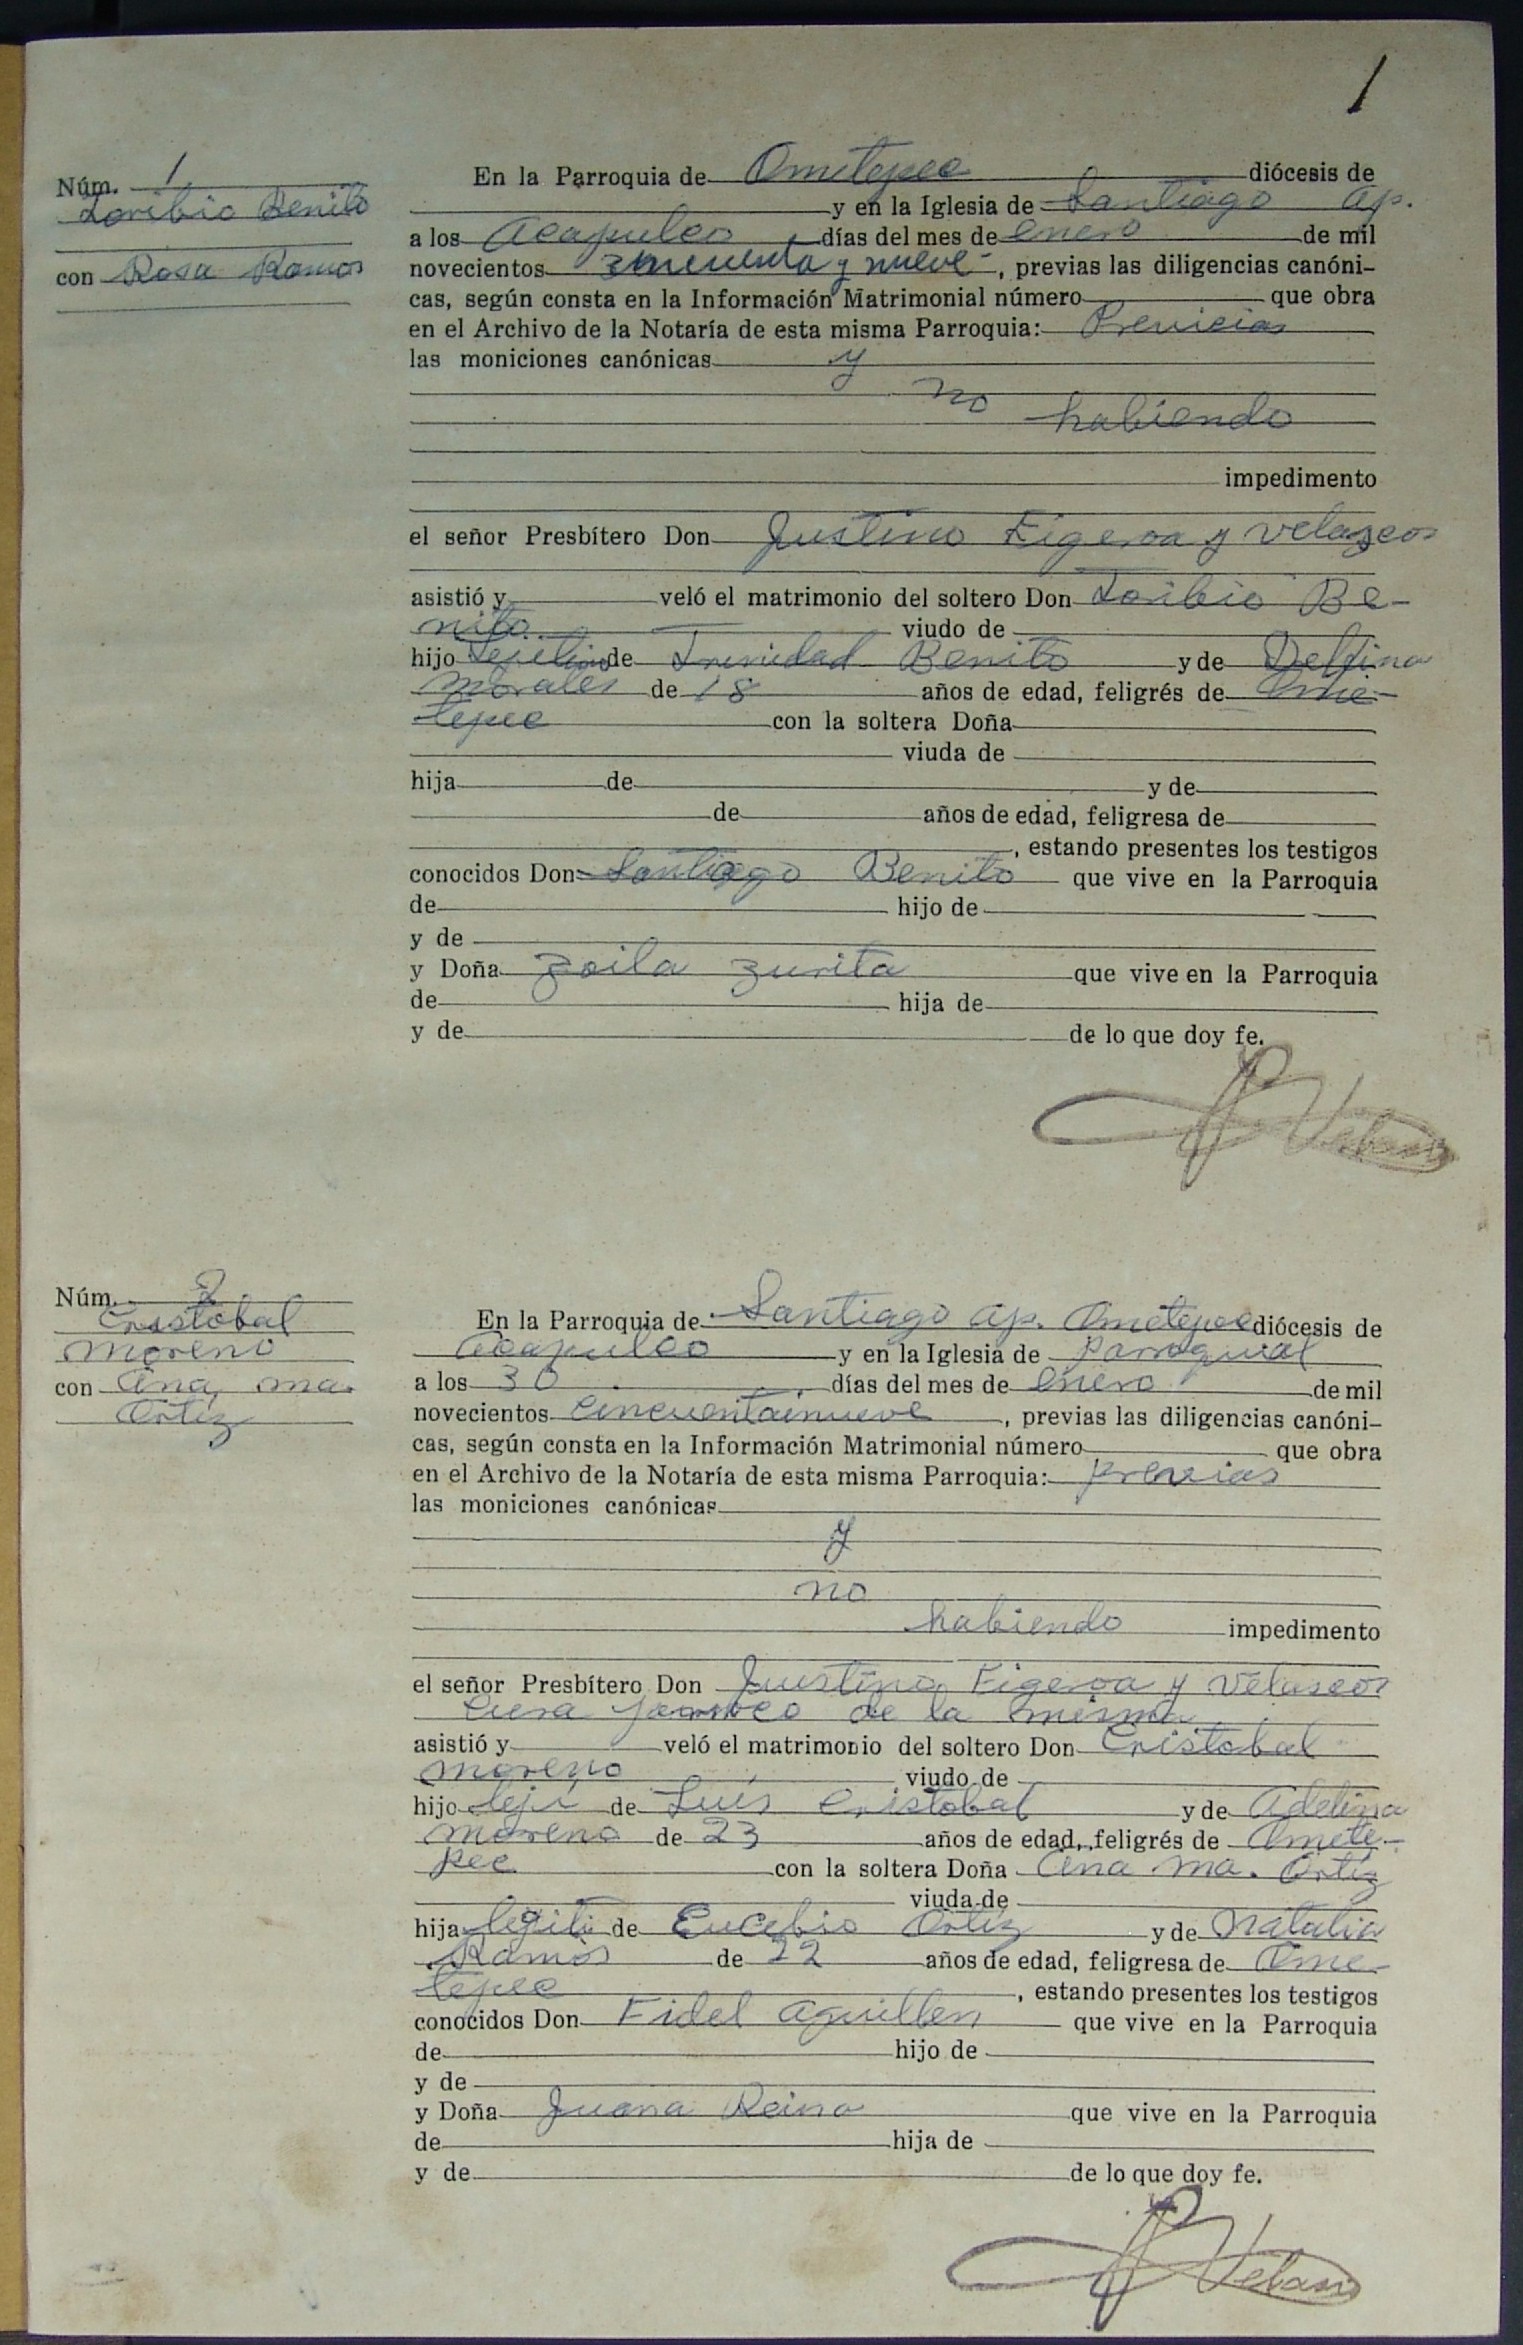 1
Núm. 1
Toribio Benito
con Rosa Ramos
En la Parroquia de Ometepec diócesis de
y en la Iglesia de Santiago Ap.
a los Acapulco días del mes de enero de mil
novecientos cincuenta y nueve, previas las diligencias canóni-
cas, según consta en la Información Matrimonial número que obra
en el Archivo de la Notaría de esta misma Parroquia:
las moniciones canónicas y
no habiendo
impedimento
el señor Presbítero Don Justino Figeroa y Velazcos
asistió y veló el matrimonio del soltero Don Toribio Be-
nito viudo de
hijo de Trinidad Benito y de Delfina
Morales de 18 años de edad, feligrés de Ome-
tepec con la soltera Doña
viuda de
hija de y de
de años de edad, feligresa de
, estando presentes los testigos
conocidos Don Santiago Benito que vive en la Parroquia
de hijo de
y de
y Doña Zoila Zurita que vive en la Parroquia
de hija de
y de de lo que doy fe.
Núm. 2
Cristobal
Moreno
con Ana, Ma.
Ortíz
En la Parroquia de Santiago Ap. Ometepec diócesis de
Acapulco y en la Iglesia de Parroquial
a los 30 días del mes de enero de mil
novecientos cincuentainueve, previas las diligencias canóni-
cas, según consta en la Información Matrimonial número que obra
en el Archivo de la Notaría de esta misma Parroquia: previas
las moniciones canónicas
y
no
habiendo impedimento
el señor Presbítero Don Justino Figeroa y Velascos
Cura parroco de la misma
asistió y veló el matrimonio del soltero Don Cristobal
Moreno viudo de
hijo leji de Luis Cristobal y de Adelina
Moreno de 23 años de edad, feligrés de Omete-
pec con la soltera Doña Ana Ma. Ortíz
viuda de
hija legiti de Eucebio Ortíz y de Natalia
Ramos de 22 años de edad, feligresa de Ome-
tepec, estando presentes los testigos
conocidos Don Fidel Aguillen que vive en la Parroquia
de hijo de
y de
y Doña Juana Reina que vive en la Parroquia
de hija de
y de de lo que doy fe.